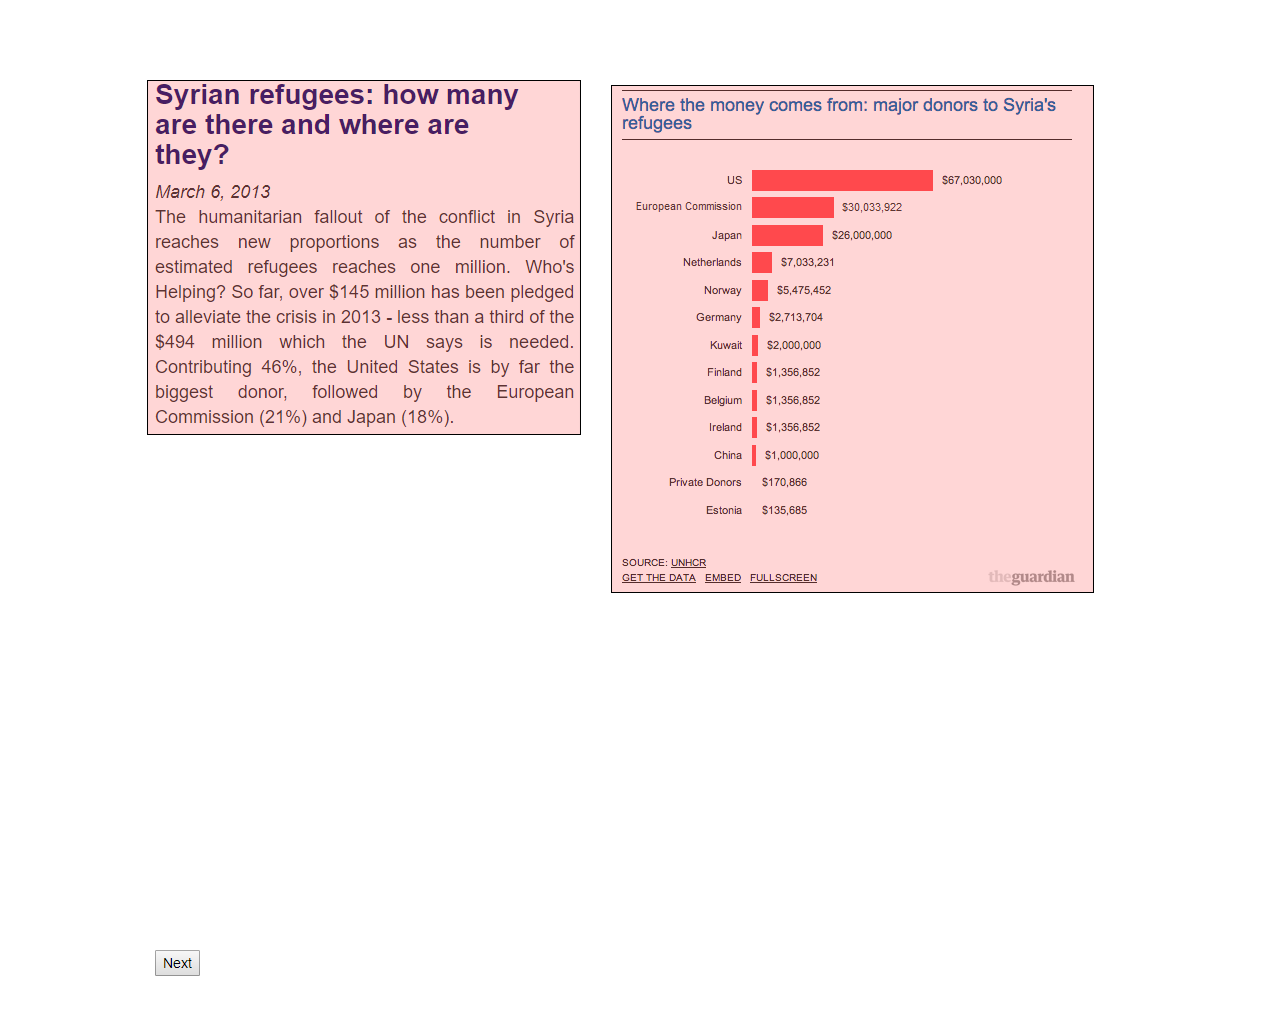 Syrian refugees: how many
are there and where are
they?
March 6, 2013
The humanitarian fallout of the conflict in Syria
reaches new proportions as the number of
estimated refugees reaches one million. Who's
Helping? So far, over $145 million has been pledged
to alleviate the crisis in 2013 - less than a third of the
$494 million which the UN says is needed.
Contributing 46%, the United States is by far the
biggest donor, followed by the European
Commission (21%) and Japan (18%).
Where the money comes from: major donors to Syria's
refugees
US $67,030,000
European Commission $30,033,922
Japan $26,000,000
Netherlands $7,033,231
Norway $5,475,452
Germany $2,713,704
Kuwait $2,000,000
Finland $1,356,852
Belgium $1,356,852
Ireland $1,356,852
China $1,000,000
Private Donors $170,866
Estonia $135,685
SOURCE: UNHCR
GET THE DATA EMBED FULLSCREEN
theguardian
Next